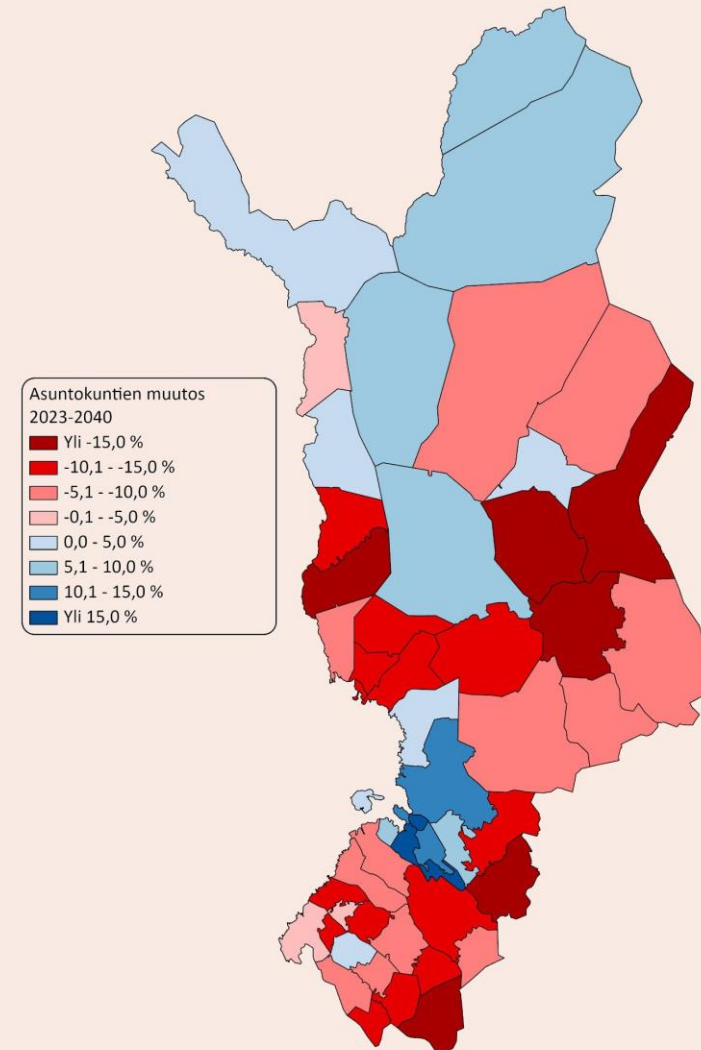 Asuntokuntien muutos
2023-2040
Yli -15,0 %
-10,1 - -15,0 %
-5,1 - -10,0 %
-0,1 - -5,0 %
0,0 - 5,0 %
5,1 - 10,0 %
10,1 - 15,0 %
Yli 15,0 %